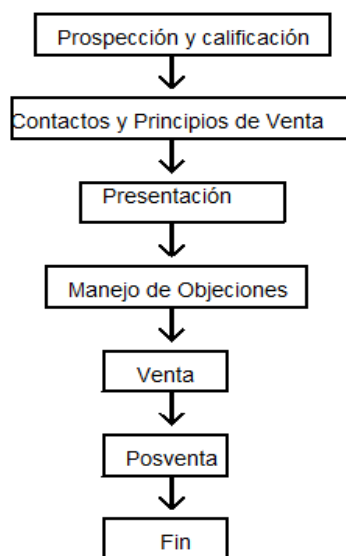 Prospección y calificación
Contactos y Principios de Venta
Presentación
Manejo de Objeciones
Venta
Posventa
Fin